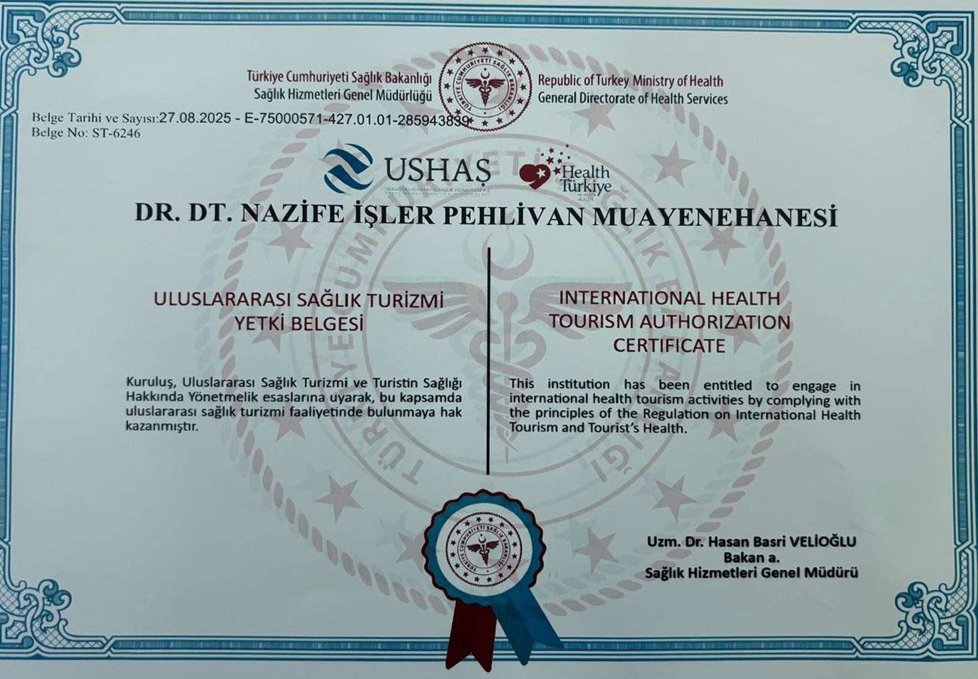 Türkiye Cumhuriyeti Sağlık Bakanlığı
Sağlık Hizmetleri Genel Müdürlüğü
Republic of Turkey Ministry of Health
General Directorate of Health Services
Belge Tarihi ve Sayısı:27.08.2025 - E-75000571-427.01.01-285943839
Belge No: ST-6246
USHAŞ
Health
Türkiye
DR. DT. NAZİFE İŞLER PEHLİVAN MUAYENEHANESİ
ULUSLARARASI SAĞLIK TURİZMİ
YETKİ BELGESİ
Kuruluş, Uluslararası Sağlık Turizmi ve Turistin Sağlığı
Hakkında Yönetmelik esaslarına uyarak, bu kapsamda
uluslararası sağlık turizmi faaliyetinde bulunmaya hak
kazanmıştır.
INTERNATIONAL HEALTH
TOURISM AUTHORIZATION
CERTIFICATE
This institution has been entitled to engage in
international health tourism activities by complying with
the principles of the Regulation on International Health
Tourism and Tourist's Health.
TÜRKİYE CUMHURİYETİ SAĞLIK BAKANLIĞI
Uzm. Dr. Hasan Basri VELİOĞLU
Bakan a.
Sağlık Hizmetleri Genel Müdürü